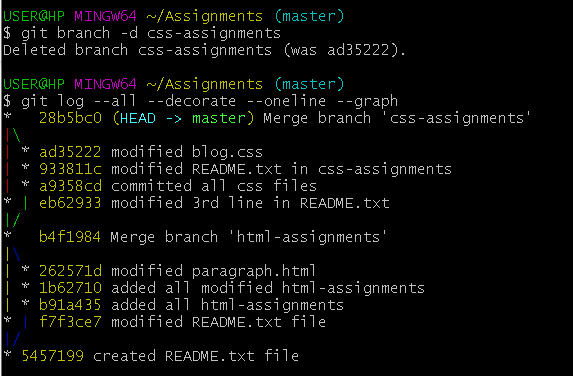 USER@HP MINGW64 ~/Assignments (master)
$ git branch -d css-assignments
Deleted branch css-assignments (was ad35222).

USER@HP MINGW64 ~/Assignments (master)
$ git log --all --decorate --oneline --graph
*   28b5bc0 (HEAD -> master) Merge branch 'css-assignments'
|\
| * ad35222 modified blog.css
| * 933811c modified README.txt in css-assignments
| * a9358cd committed all css files
* | eb62933 modified 3rd line in README.txt
|/
*   b4f1984 Merge branch 'html-assignments'
|\
| * 262571d modified paragraph.html
| * 1b62710 added all modified html-assignments
| * b91a435 added all html-assignments
* | f7f3ce7 modified README.txt file
|/
* 5457199 created README.txt file